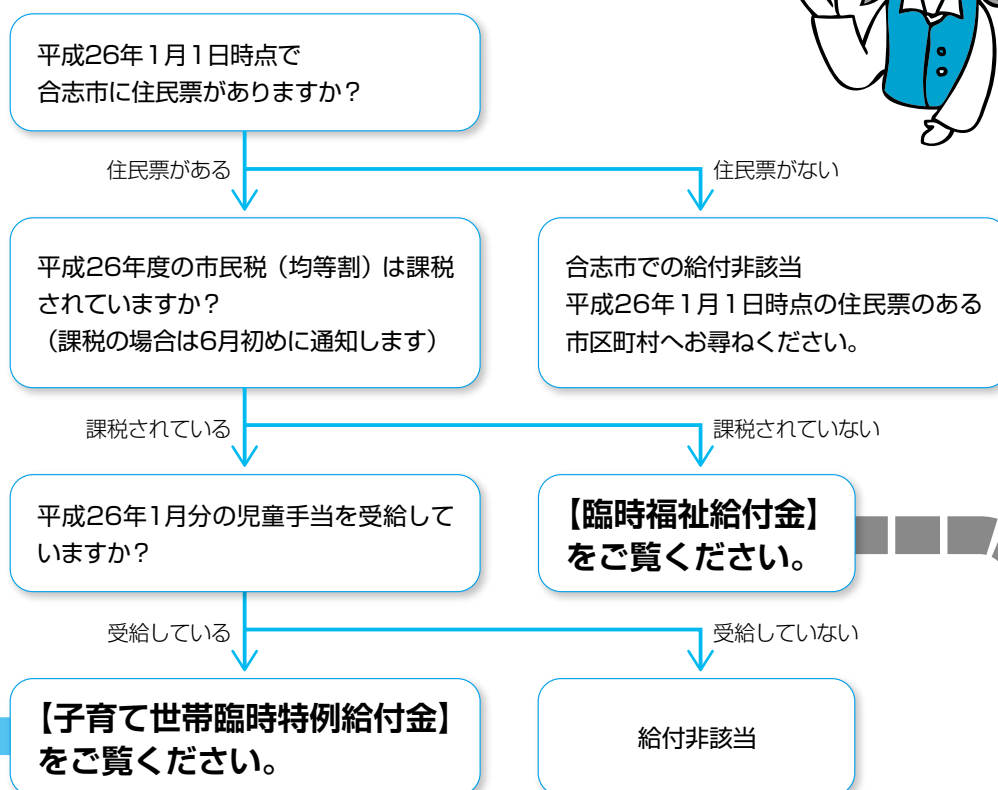 平成26年1月1日時点で
合志市に住民票がありますか？
住民票がある
住民票がない
平成26年度の市民税（均等割）は課税
されていますか？
（課税の場合は6月初めに通知します）
合志市での給付非該当
平成26年1月1日時点の住民票のある
市区町村へお尋ねください。
課税されている
課税されていない
平成26年1月分の児童手当を受給して
いますか？
【臨時福祉給付金】
をご覧ください。
受給している
受給していない
【子育て世帯臨時特例給付金】
をご覧ください。
給付非該当